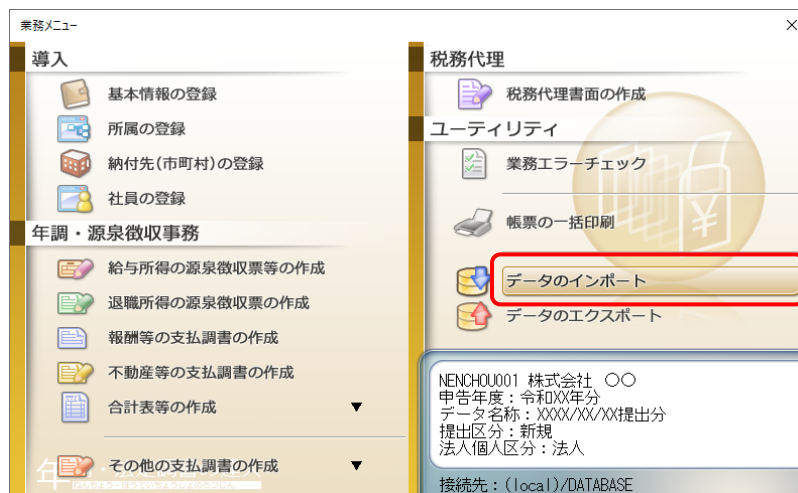 業務メニュー
導入
基本情報の登録
所属の登録
納付先(市町村)の登録
社員の登録
年調・源泉徴収事務
給与所得の源泉徴収票等の作成
退職所得の源泉徴収票の作成
報酬等の支払調書の作成
不動産等の支払調書の作成
合計表等の作成 ▼
その他の支払調書の作成 ▼
税務代理
税務代理書面の作成
ユーティリティ
業務エラーチェック
帳票の一括印刷
データのインポート
データのエクスポート
NENCHOU001 株式会社 〇〇
申告年度:令和XX年分
データ名称:XXXX/XX/XX提出分
提出区分:新規
法人個人区分:法人
接続先:(local)/DATABASE